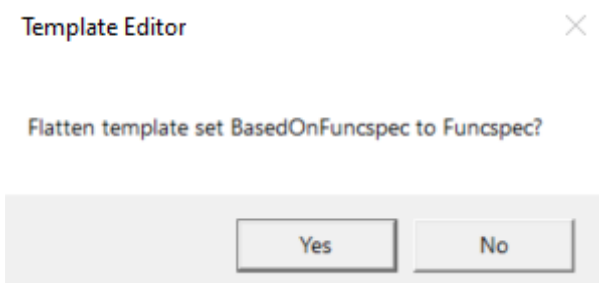 Template Editor
Flatten template set BasedOnFuncspec to Funcspec?
Yes
No